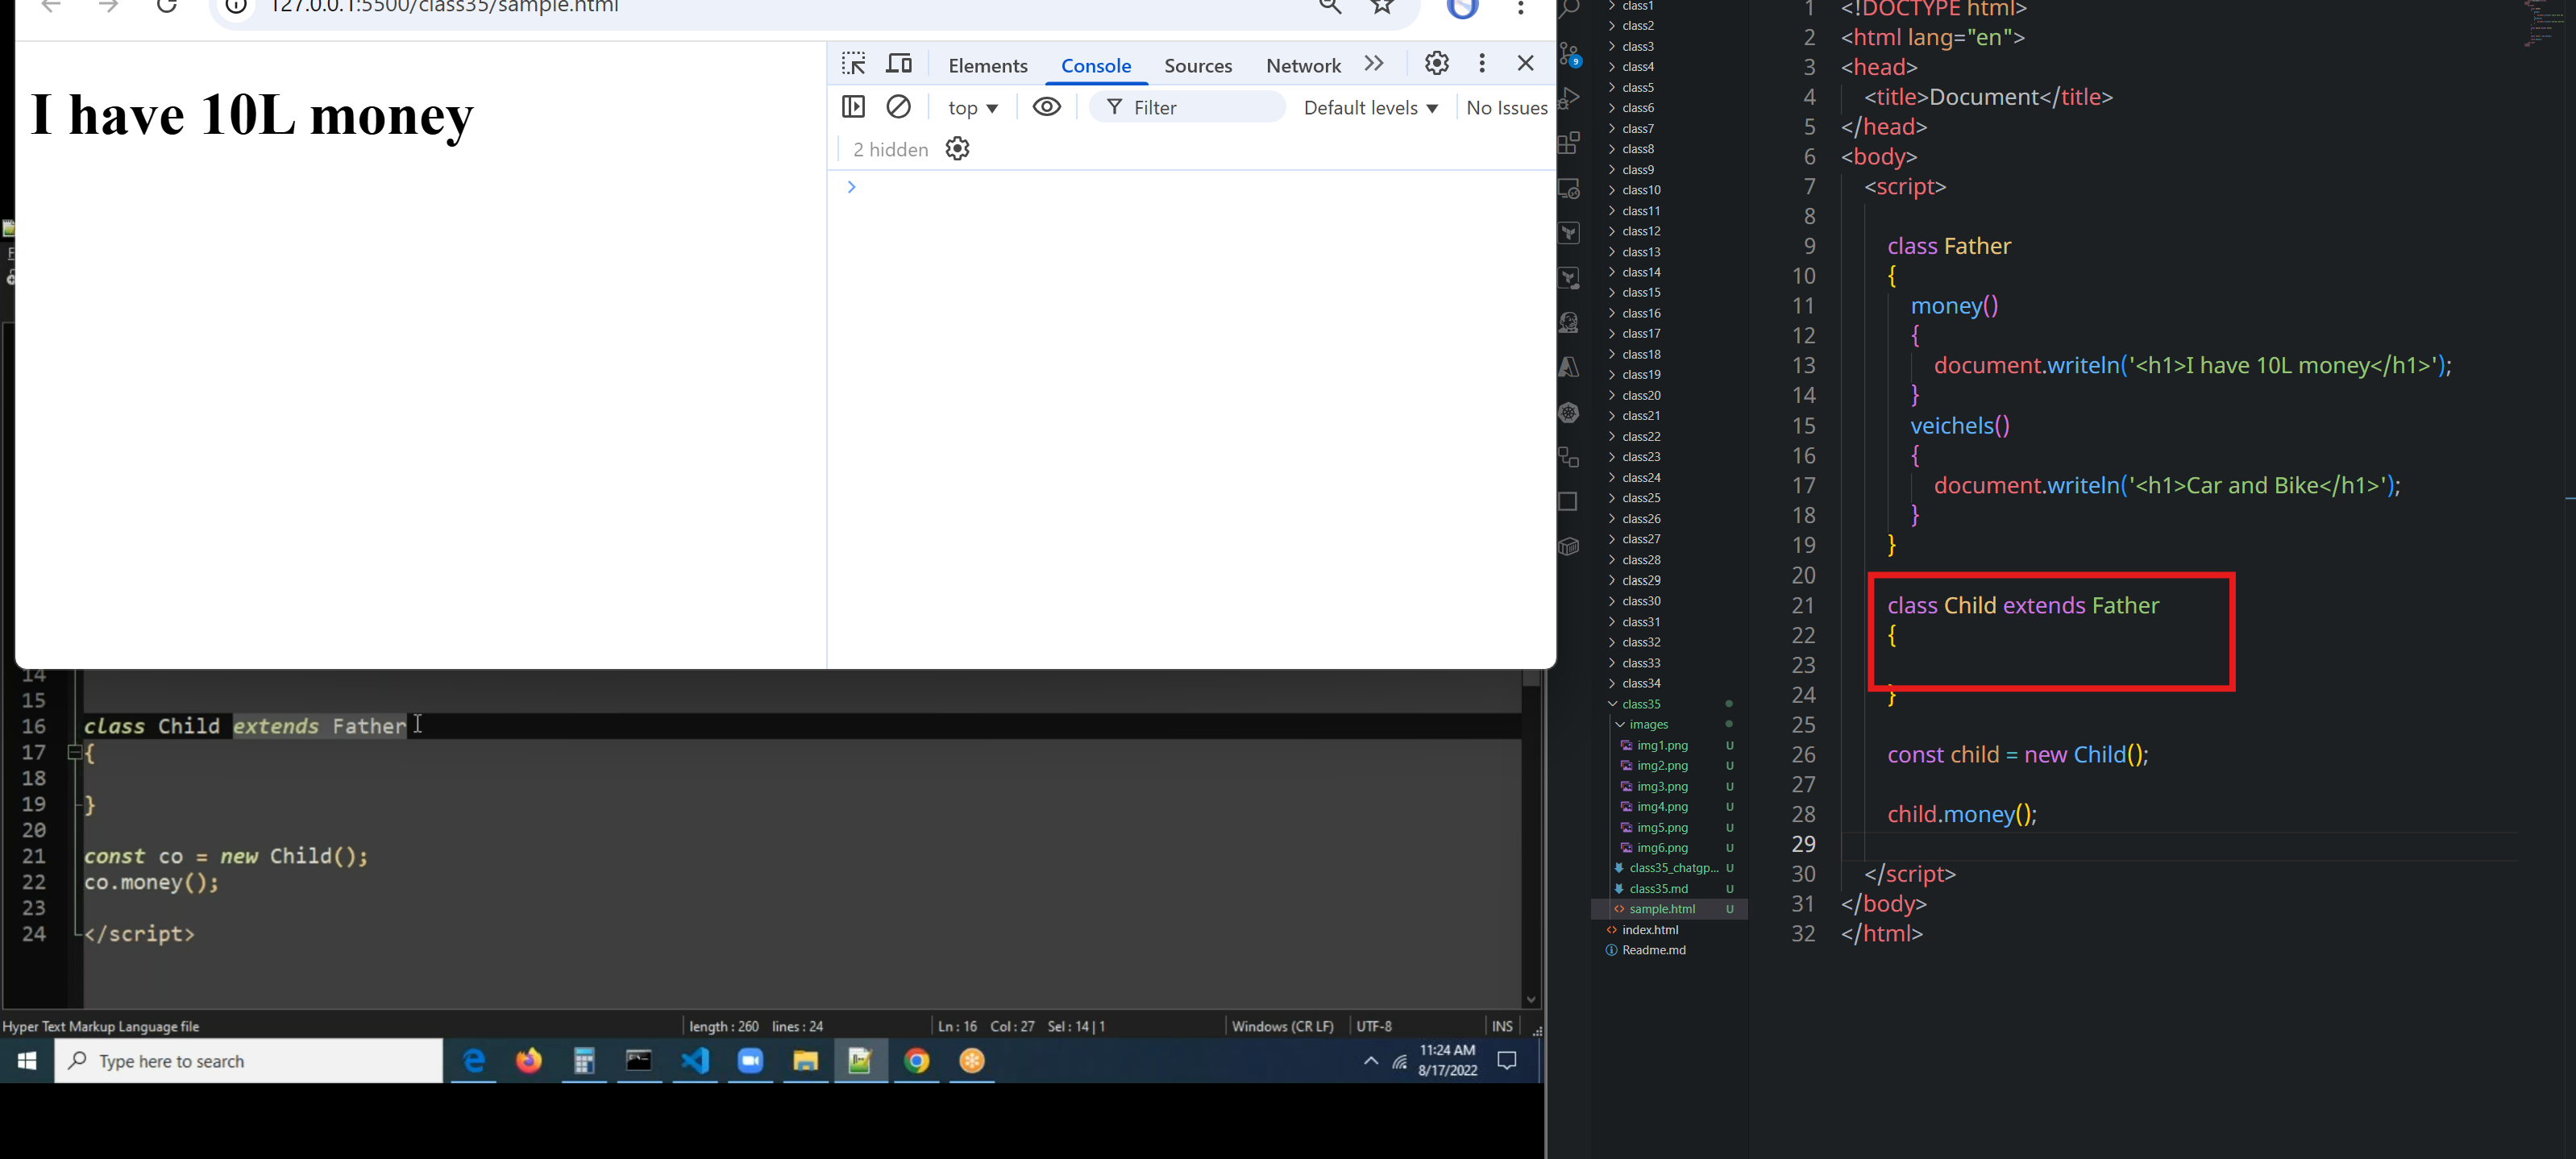 127.0.0.1:5500/class35/sample.html
I have 10L money
Elements
Console
Sources
Network
top
Filter
Default levels
No Issues
2 hidden
14
15
16 class Child extends Father
17 {
18
19 }
20
21 const co = new Child();
22 co.money();
23
24 </script>
Hyper Text Markup Language file
length : 260 lines : 24
Ln : 16 Col : 27 Sel : 14 | 1
Windows (CR LF)
UTF-8
INS
Type here to search
11:24 AM
8/17/2022
9
class1
class2
class3
class4
class5
class6
class7
class8
class9
class10
class11
class12
class13
class14
class15
class16
class17
class18
class19
class20
class21
class22
class23
class24
class25
class26
class27
class28
class29
class30
class31
class32
class33
class34
class35
images
img1.png U
img2.png U
img3.png U
img4.png U
img5.png U
img6.png U
class35_chatgp... U
class35.md U
sample.html U
index.html
Readme.md
1 <!DOCTYPE html>
2 <html lang="en">
3 <head>
4 <title>Document</title>
5 </head>
6 <body>
7 <script>
8
9 class Father
10 {
11 money()
12 {
13 document.writeln('<h1>I have 10L money</h1>');
14 }
15 veichels()
16 {
17 document.writeln('<h1>Car and Bike</h1>');
18 }
19 }
20
21 class Child extends Father
22 {
23
24 }
25
26 const child = new Child();
27
28 child.money();
29
30 </script>
31 </body>
32 </html>